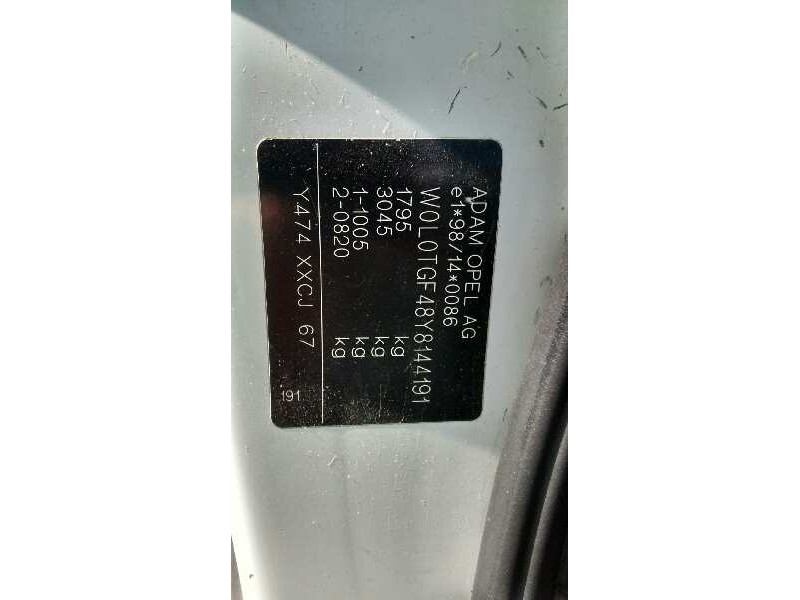 ADAM OPEL AG
e1*98/14*0086
W0L0TGF48Y8144191
1795 kg
3045 kg
1-1005 kg
2-0820 kg
Y474 XXCJ 67
191